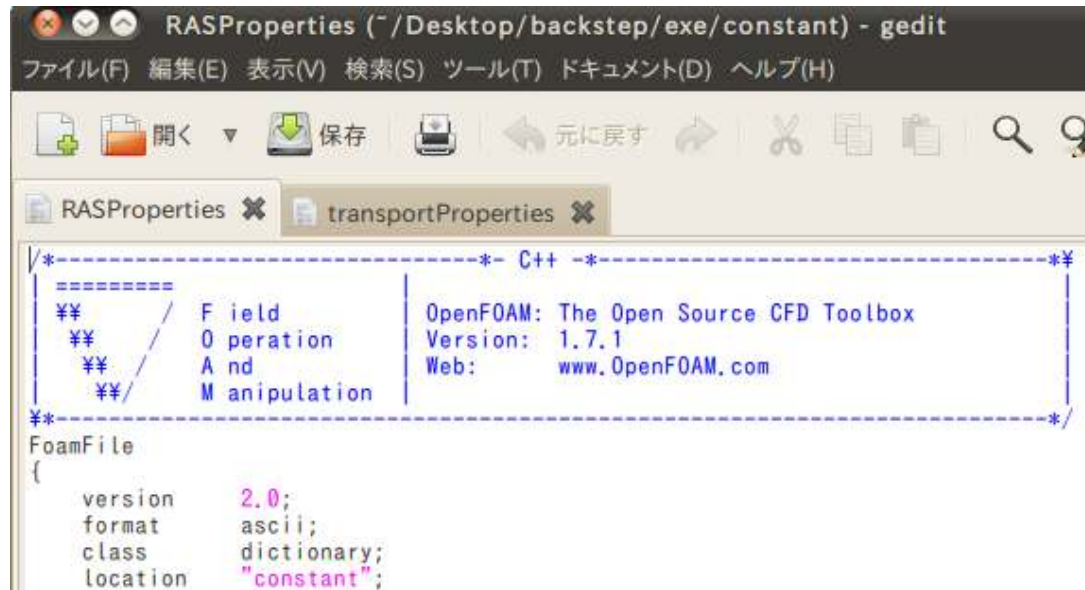 RASProperties (~/Desktop/backstep/exe/constant) - gedit
ファイル(F) 編集(E) 表示(V) 検索(S) ツール(T) ドキュメント(D) ヘルプ(H)
開く 保存 元に戻す
RASProperties transportProperties
/*--------------------------------*- C++ -*----------------------------------*¥
| ========= | |
| ¥¥ / F ield | OpenFOAM: The Open Source CFD Toolbox |
| ¥¥ / O peration | Version: 1.7.1 |
| ¥¥ / A nd | Web: www.OpenFOAM.com |
| ¥¥/ M anipulation | |
¥*---------------------------------------------------------------------------*/
FoamFile
{
version 2.0;
format ascii;
class dictionary;
location "constant";